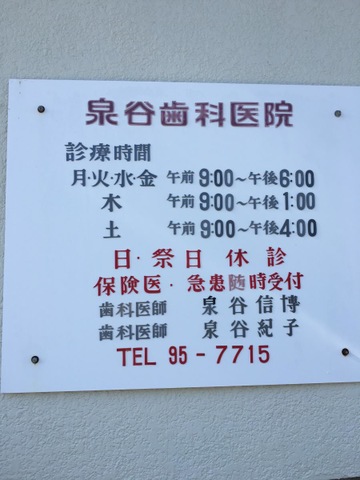 泉谷歯科医院
診療時間
月・火・水・金 午前9:00～午後6:00
木 午前9:00～午後1:00
土 午前9:00～午後4:00
日・祭日 休診
保険医・急患随時受付
歯科医師 泉谷信博
歯科医師 泉谷紀子
TEL 95-7715